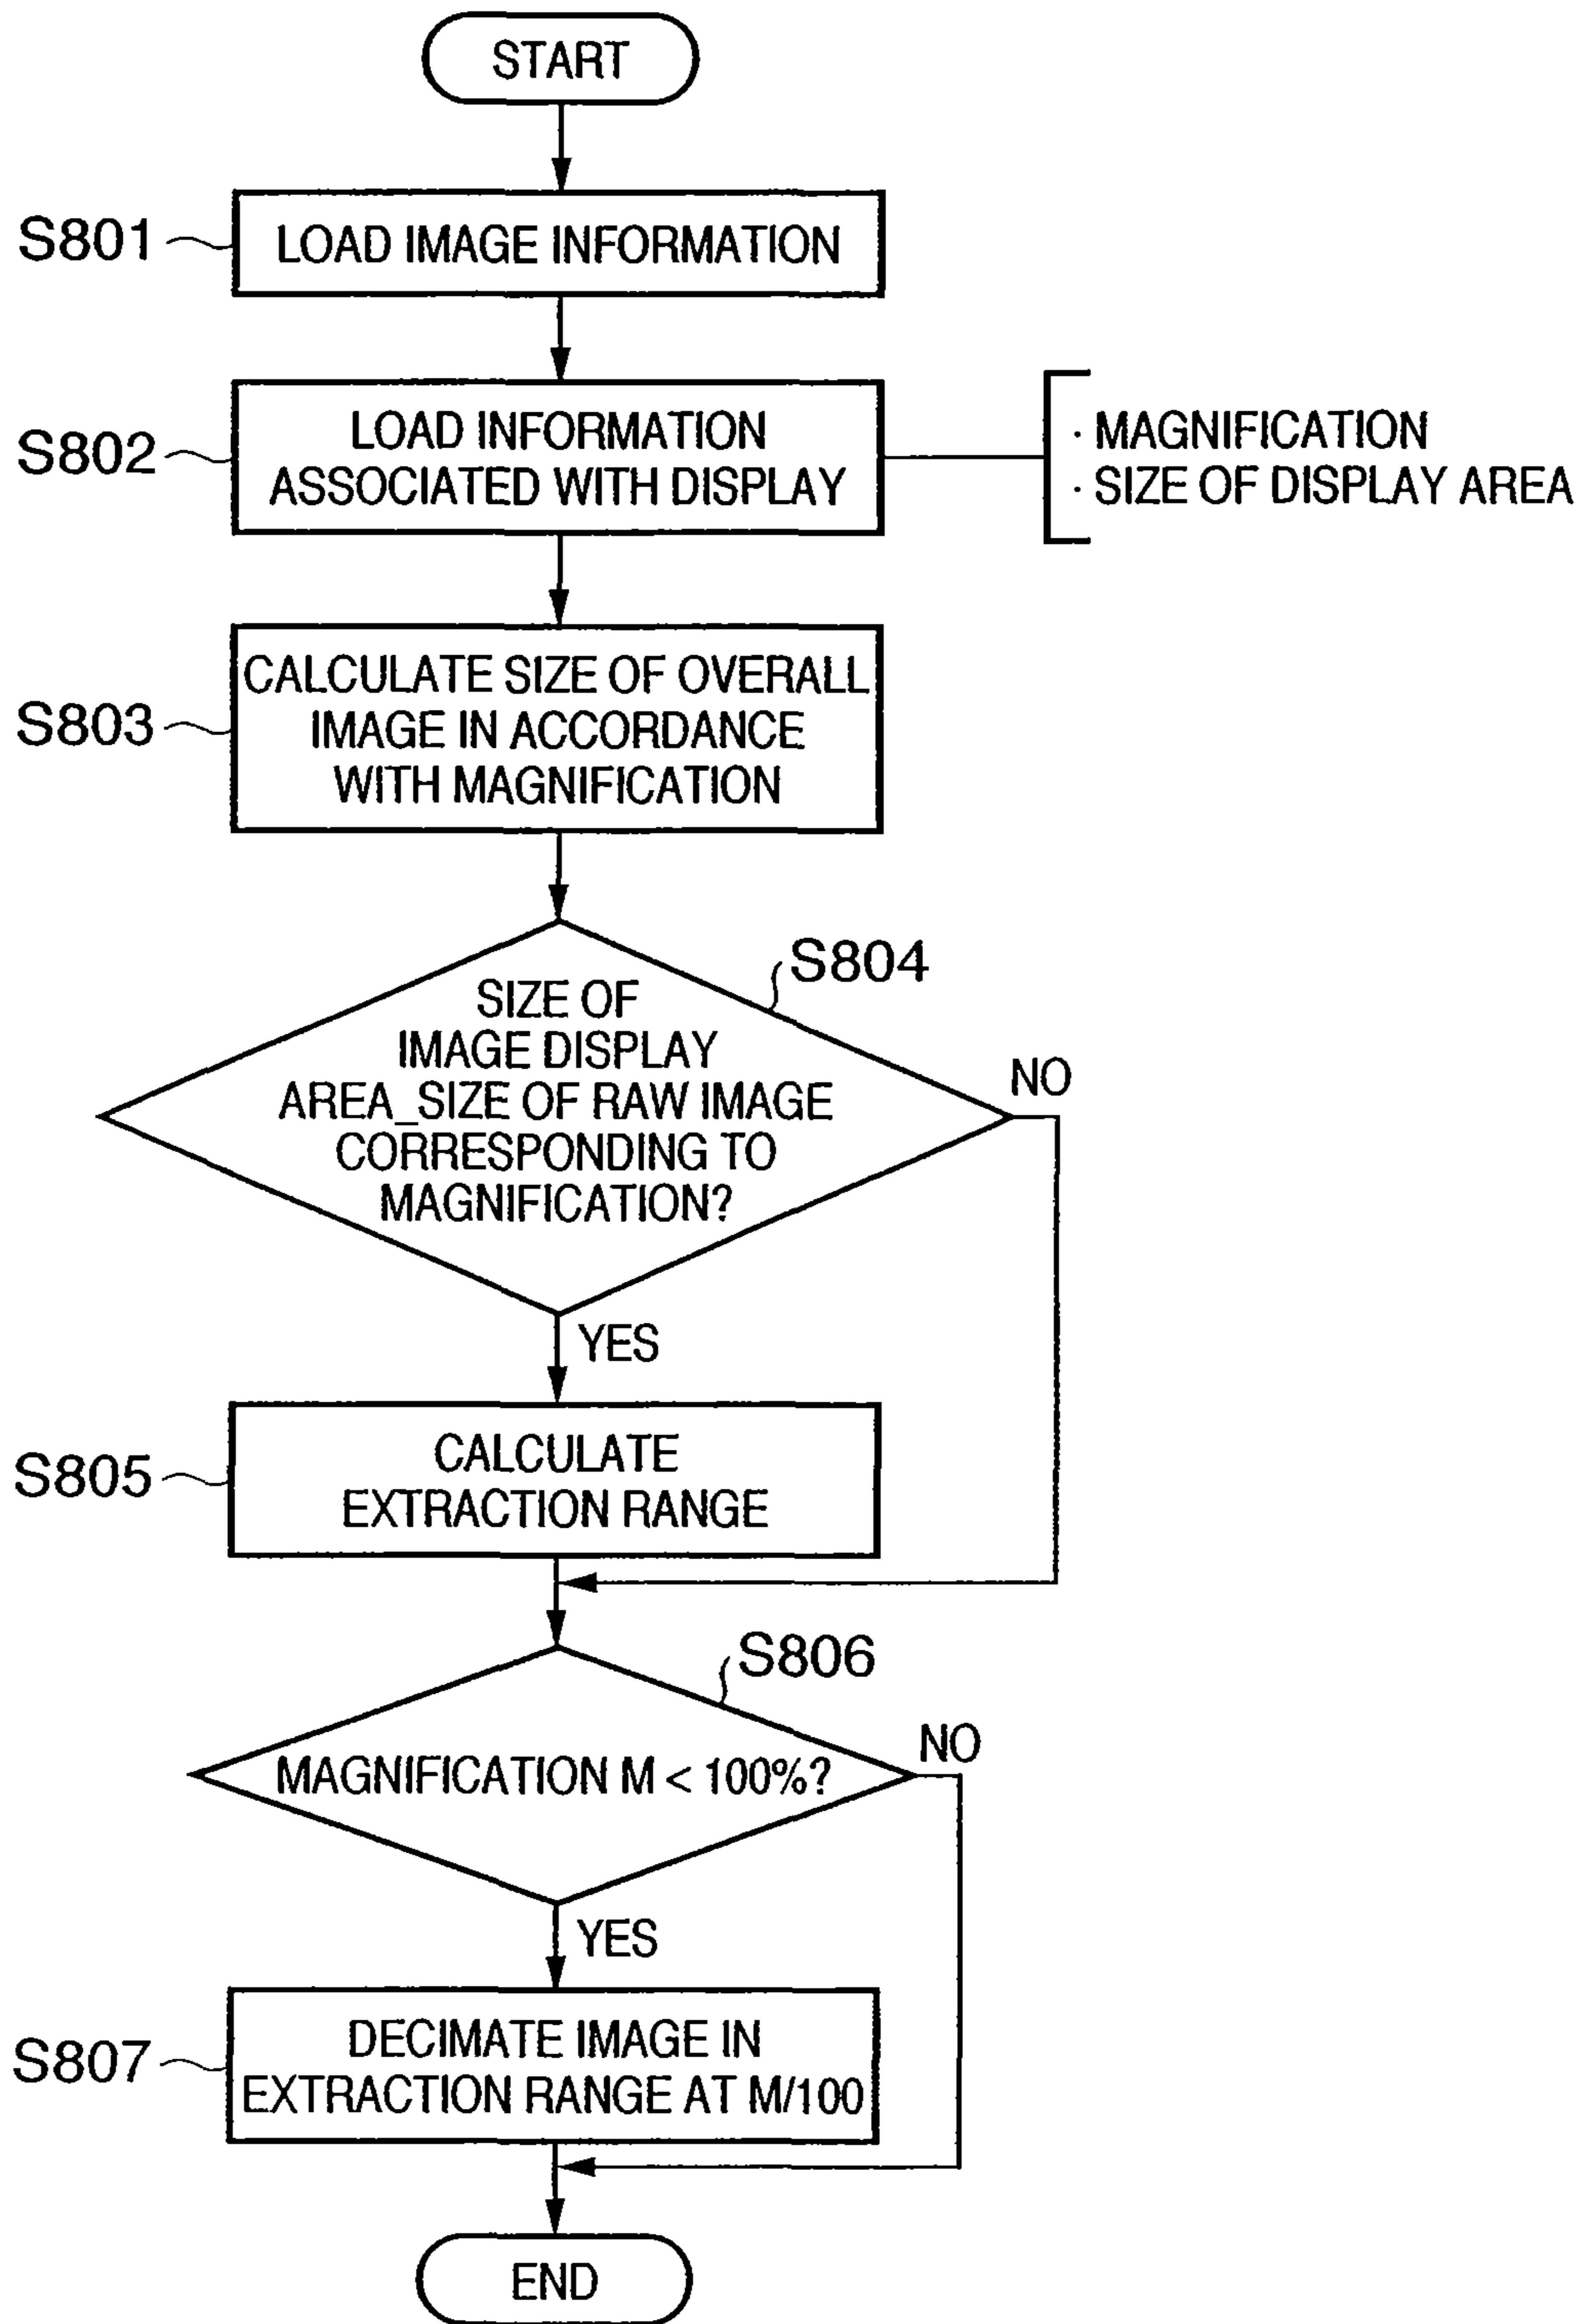 START
S801
LOAD IMAGE INFORMATION
S802
LOAD INFORMATION
ASSOCIATED WITH DISPLAY
· MAGNIFICATION
· SIZE OF DISPLAY AREA
S803
CALCULATE SIZE OF OVERALL
IMAGE IN ACCORDANCE
WITH MAGNIFICATION
S804
SIZE OF
IMAGE DISPLAY
AREA_SIZE OF RAW IMAGE
CORRESPONDING TO
MAGNIFICATION?
NO
YES
S805
CALCULATE
EXTRACTION RANGE
S806
MAGNIFICATION M < 100%?
NO
YES
S807
DECIMATE IMAGE IN
EXTRACTION RANGE AT M/100
END